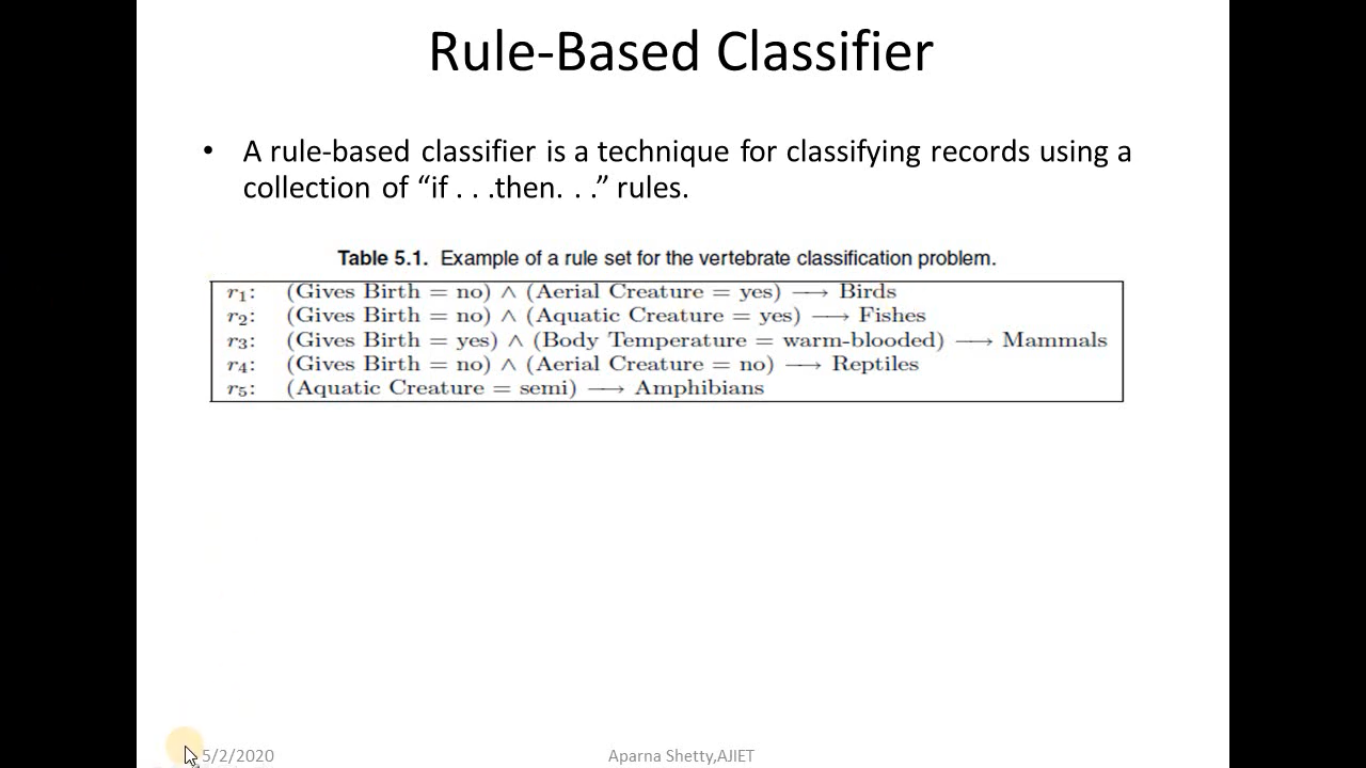 Rule-Based Classifier
• A rule-based classifier is a technique for classifying records using a
collection of “if . . .then. . .” rules.
Table 5.1. Example of a rule set for the vertebrate classification problem.
r₁: (Gives Birth = no) ∧ (Aerial Creature = yes) ⟶ Birds
r₂: (Gives Birth = no) ∧ (Aquatic Creature = yes) ⟶ Fishes
r₃: (Gives Birth = yes) ∧ (Body Temperature = warm-blooded) ⟶ Mammals
r₄: (Gives Birth = no) ∧ (Aerial Creature = no) ⟶ Reptiles
r₅: (Aquatic Creature = semi) ⟶ Amphibians
5/2/2020
Aparna Shetty,AJIET